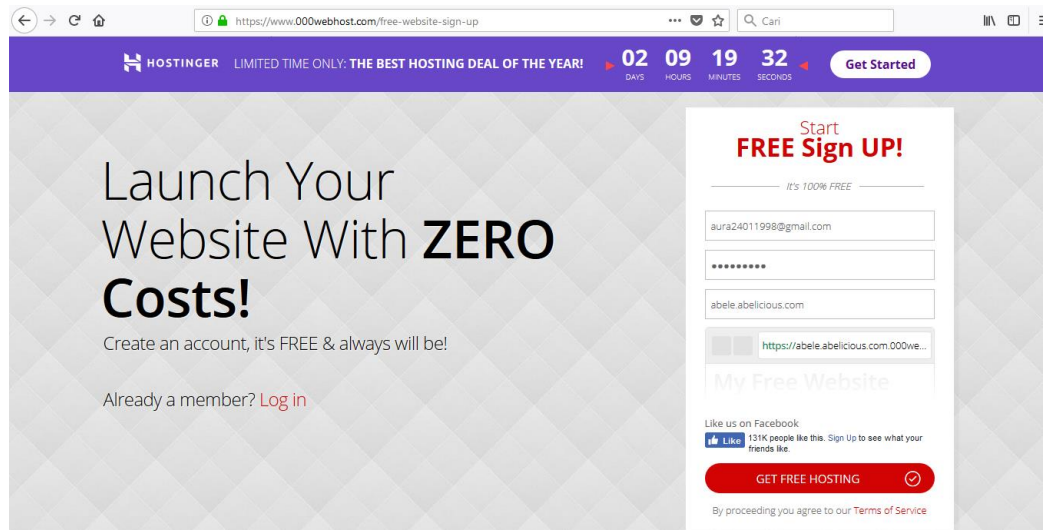 https://www.000webhost.com/free-website-sign-up
Cari
HOSTINGER LIMITED TIME ONLY: THE BEST HOSTING DEAL OF THE YEAR! 02 09 19 32 Get Started
DAYS HOURS MINUTES SECONDS
Launch Your
Website With ZERO
Costs!
Create an account, it's FREE & always will be!
Already a member? Log in
Start
FREE Sign UP!
It's 100% FREE
aura24011998@gmail.com
abele.abelicious.com
https://abele.abelicious.com.000we...
My Free Website
Like us on Facebook
Like 131K people like this. Sign Up to see what your
friends like.
GET FREE HOSTING
By proceeding you agree to our Terms of Service